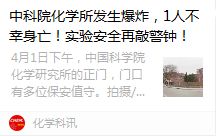 中科院化学所发生爆炸，1人不
幸身亡！实验安全再敲警钟！
4月1日下午，中国科学院
化学研究所的正门，门口
有多位保安值守。拍摄/...
化学科讯